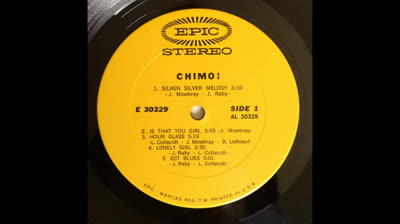 EPIC
STEREO
CHIMO!
1. SILKEN SILVER MELODY 3:10
- J. Mowbray - J. Raby -
E 30329
SIDE 1
AL 30329
2. IS THAT YOU GIRL 3:43 -J. Mowbray-
3. HOUR GLASS 5:19
- L. Collacott - J. Mowbray - B. LeBoeuf -
4. LONELY GIRL 2:30
- J. Raby - L. Collacott -
5. ECT BLUES 5:01
- J. Raby - L. Collacott -
EPIC, MARCAS REG. T.M. PRINTED IN U.S.A.